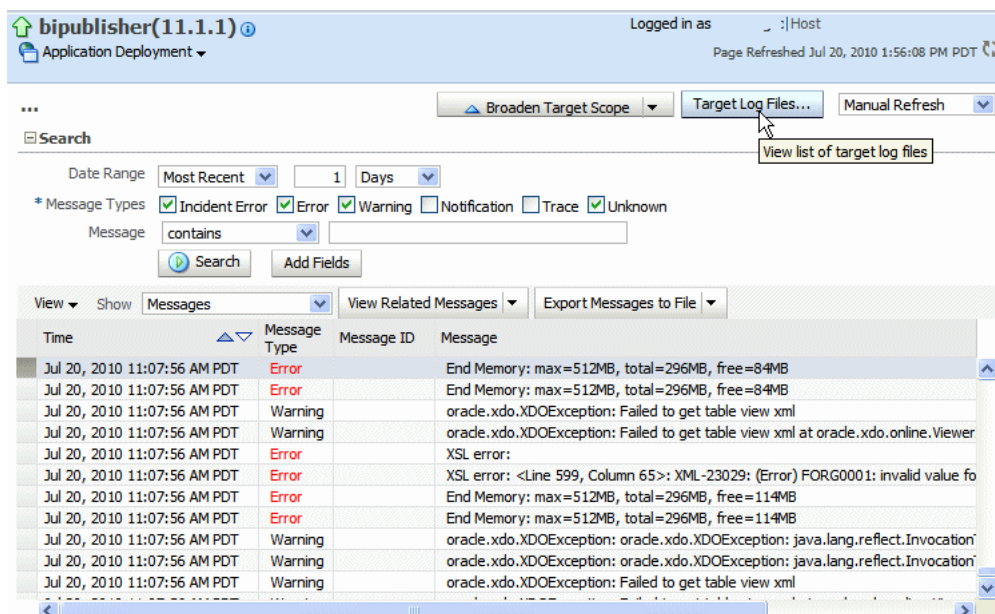 bipublisher(11.1.1)
Logged in as |Host
Application Deployment
Page Refreshed Jul 20, 2010 1:56:08 PM PDT
...
Broaden Target Scope
Target Log Files...
Manual Refresh
View list of target log files
Search
Date Range Most Recent 1 Days
* Message Types Incident Error Error Warning Notification Trace Unknown
Message contains
Search Add Fields
View Show Messages View Related Messages Export Messages to File
Time Message Type Message ID Message
Jul 20, 2010 11:07:56 AM PDT Error End Memory: max=512MB, total=296MB, free=84MB
Jul 20, 2010 11:07:56 AM PDT Error End Memory: max=512MB, total=296MB, free=84MB
Jul 20, 2010 11:07:56 AM PDT Warning oracle.xdo.XDOException: Failed to get table view xml
Jul 20, 2010 11:07:56 AM PDT Warning oracle.xdo.XDOException: Failed to get table view xml at oracle.xdo.online.Viewer
Jul 20, 2010 11:07:56 AM PDT Error XSL error:
Jul 20, 2010 11:07:56 AM PDT Error XSL error: <Line 599, Column 65>: XML-23029: (Error) FORG0001: invalid value fo
Jul 20, 2010 11:07:56 AM PDT Error End Memory: max=512MB, total=296MB, free=114MB
Jul 20, 2010 11:07:56 AM PDT Error End Memory: max=512MB, total=296MB, free=114MB
Jul 20, 2010 11:07:56 AM PDT Warning oracle.xdo.XDOException: oracle.xdo.XDOException: java.lang.reflect.Invocation
Jul 20, 2010 11:07:56 AM PDT Warning oracle.xdo.XDOException: oracle.xdo.XDOException: java.lang.reflect.Invocation
Jul 20, 2010 11:07:56 AM PDT Warning oracle.xdo.XDOException: Failed to get table view xml